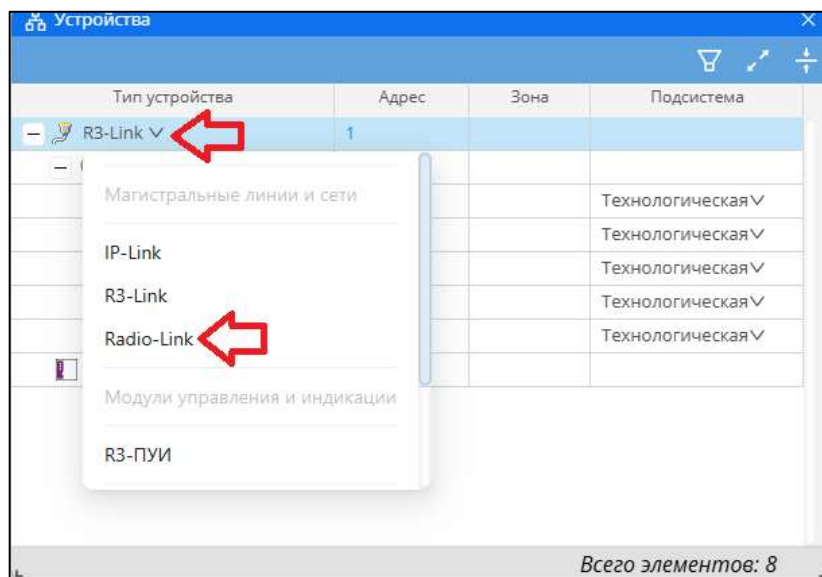 Устройства
Тип устройства Адрес Зона Подсистема
R3-Link 1
Магистральные линии и сети
Технологическая
Технологическая
IP-Link
Технологическая
R3-Link
Технологическая
Radio-Link
Технологическая
Модули управления и индикации
R3-ПУИ
Всего элементов: 8